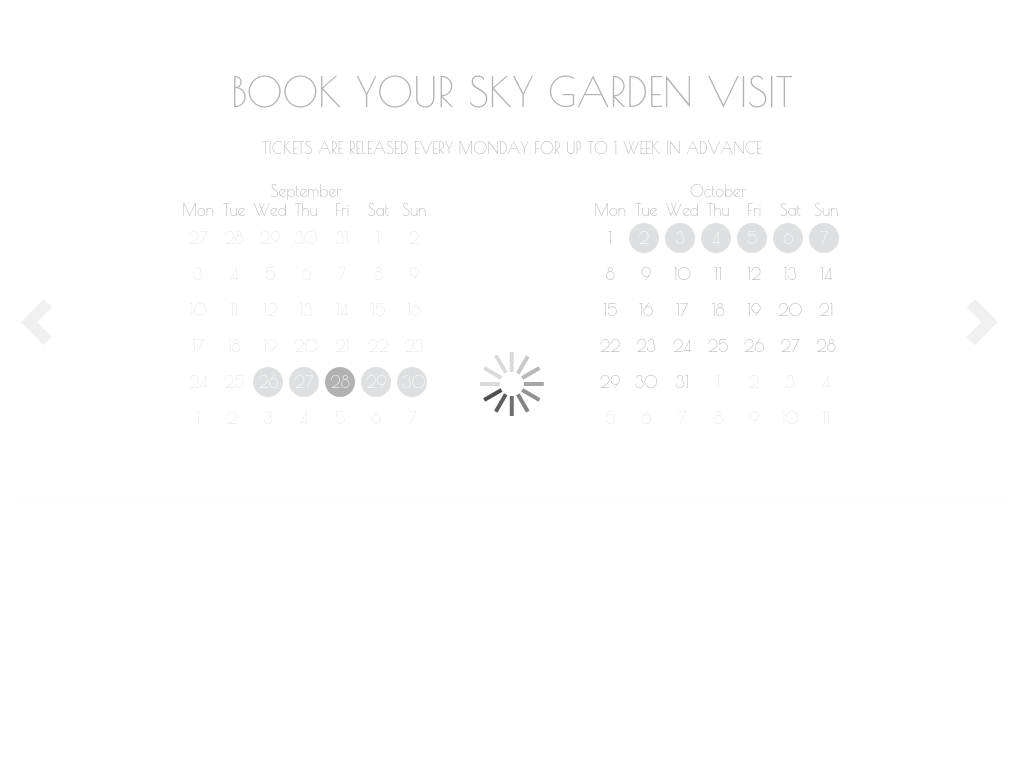 BOOK YOUR SKY GARDEN VISIT
TICKETS ARE RELEASED EVERY MONDAY FOR UP TO 1 WEEK IN ADVANCE
September
Mon Tue Wed Thu Fri Sat Sun
27 28 29 30 31 1 2
3 4 5 6 7 8 9
10 11 12 13 14 15 16
17 18 19 20 21 22 23
24 25 26 27 28 29 30
1 2 3 4 5 6 7
October
Mon Tue Wed Thu Fri Sat Sun
1 2 3 4 5 6 7
8 9 10 11 12 13 14
15 16 17 18 19 20 21
22 23 24 25 26 27 28
29 30 31 1 2 3 4
5 6 7 8 9 10 11